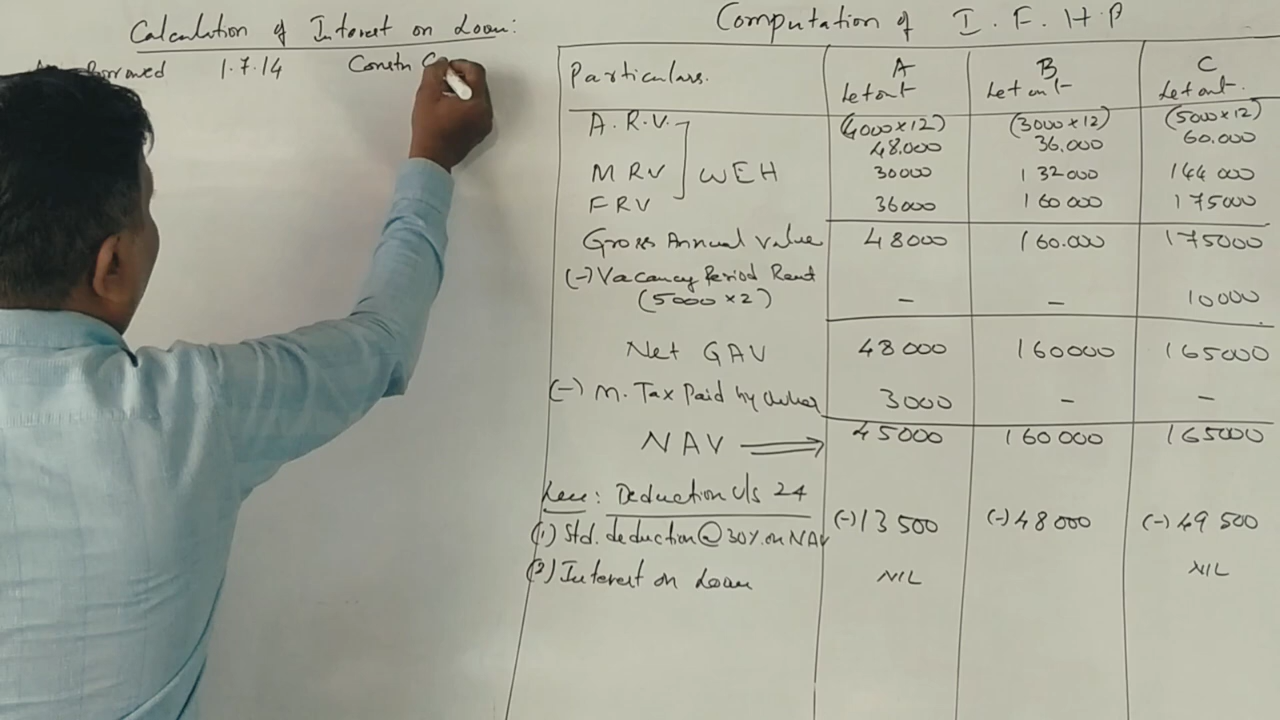 Calculation of Interest on Loan:
Borrowed 1.7.14 Constn C
Computation of I.F.H.P
Particulars. A B C
Let out Let out Let out.
A.R.V. (4000×12) (3000×12) (5000×12)
48.000 36.000 60.000
MRV WEH 30000 132000 144000
FRV 36000 160000 175000
Gross Annual Value 48000 160.000 175000
(-) Vacancy Period Rent
(5000×2) – – 10000
Net GAV 48000 160000 165000
(-) M. Tax Paid by 3000 – –
NAV → 45000 160000 165000
Less: Deduction U/s 24
(1) Std. deduction@30%.on NAV (-)13500 (-)48000 (-)49500
(2) Interest on Loan NIL NIL